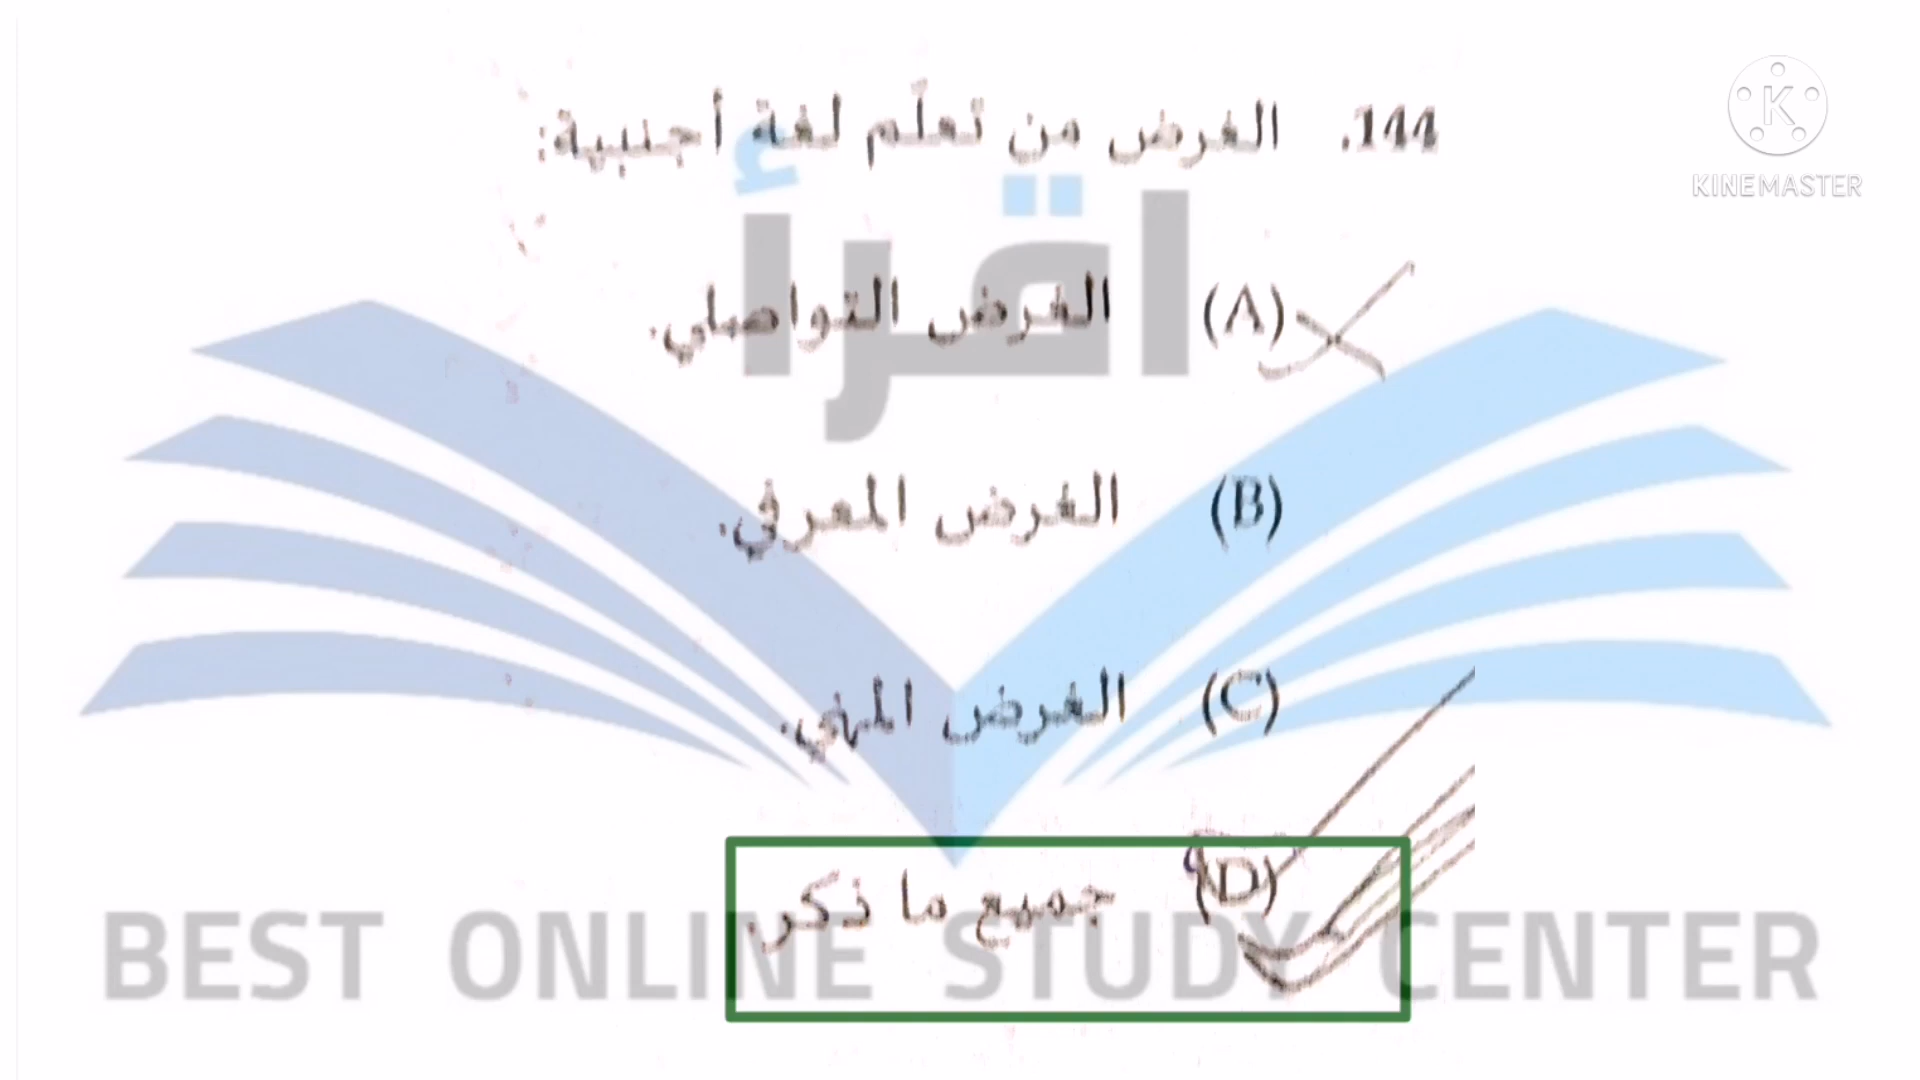 144. الغرض من تعلّم لغة أجنبية:
(A) الغرض التواصلي.
(B) الغرض المعرفي.
(C) الغرض المهني.
(D) جميع ما ذكر.
اقرأ
BEST ONLINE STUDY CENTER
K
KINEMASTER